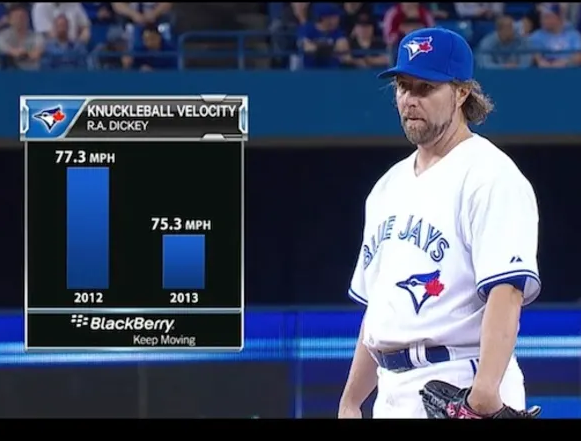 KNUCKLEBALL VELOCITY
R.A. DICKEY
77.3 MPH
75.3 MPH
2012
2013
BlackBerry.
Keep Moving
BLUE JAYS